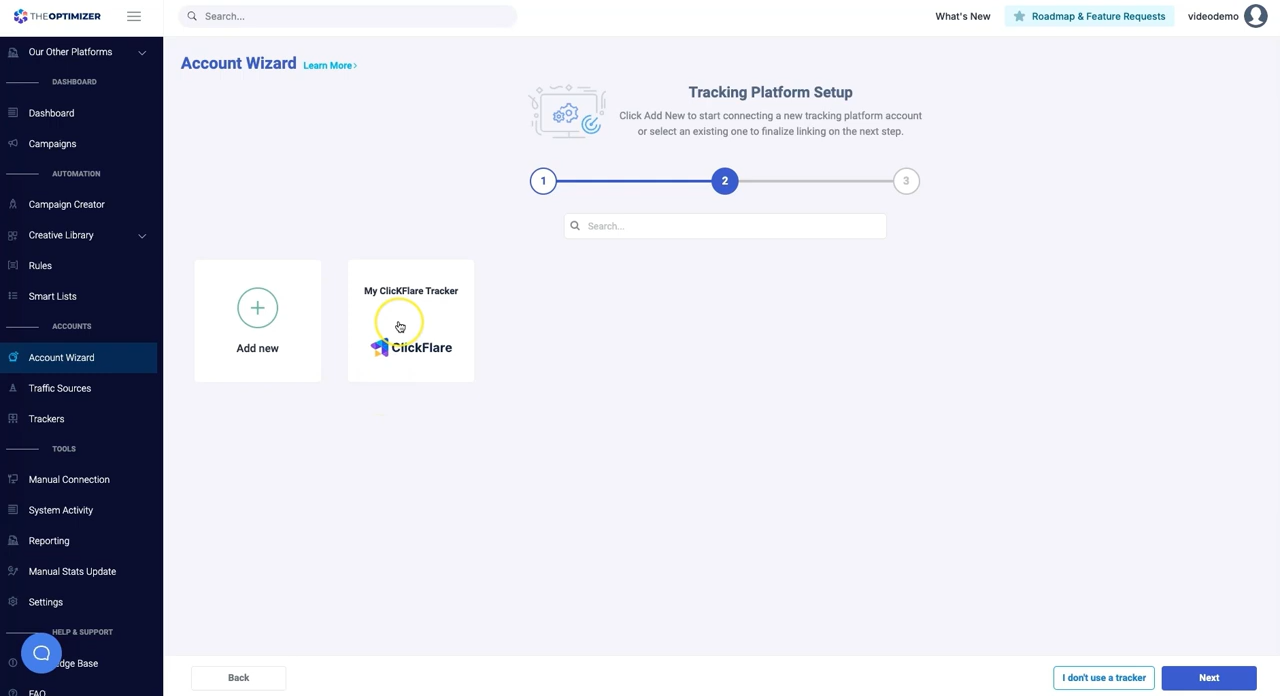 THEOPTIMIZER
Search...
What's New
Roadmap & Feature Requests
videodemo
Our Other Platforms
DASHBOARD
Dashboard
Campaigns
AUTOMATION
Campaign Creator
Creative Library
Rules
Smart Lists
ACCOUNTS
Account Wizard
Traffic Sources
Trackers
TOOLS
Manual Connection
System Activity
Reporting
Manual Stats Update
Settings
HELP & SUPPORT
dge Base
FAQ
Account Wizard
Learn More›
Tracking Platform Setup
Click Add New to start connecting a new tracking platform account
or select an existing one to finalize linking on the next step.
1
2
3
Search...
Add new
My ClicKFlare Tracker
ClickFlare
Back
I don't use a tracker
Next